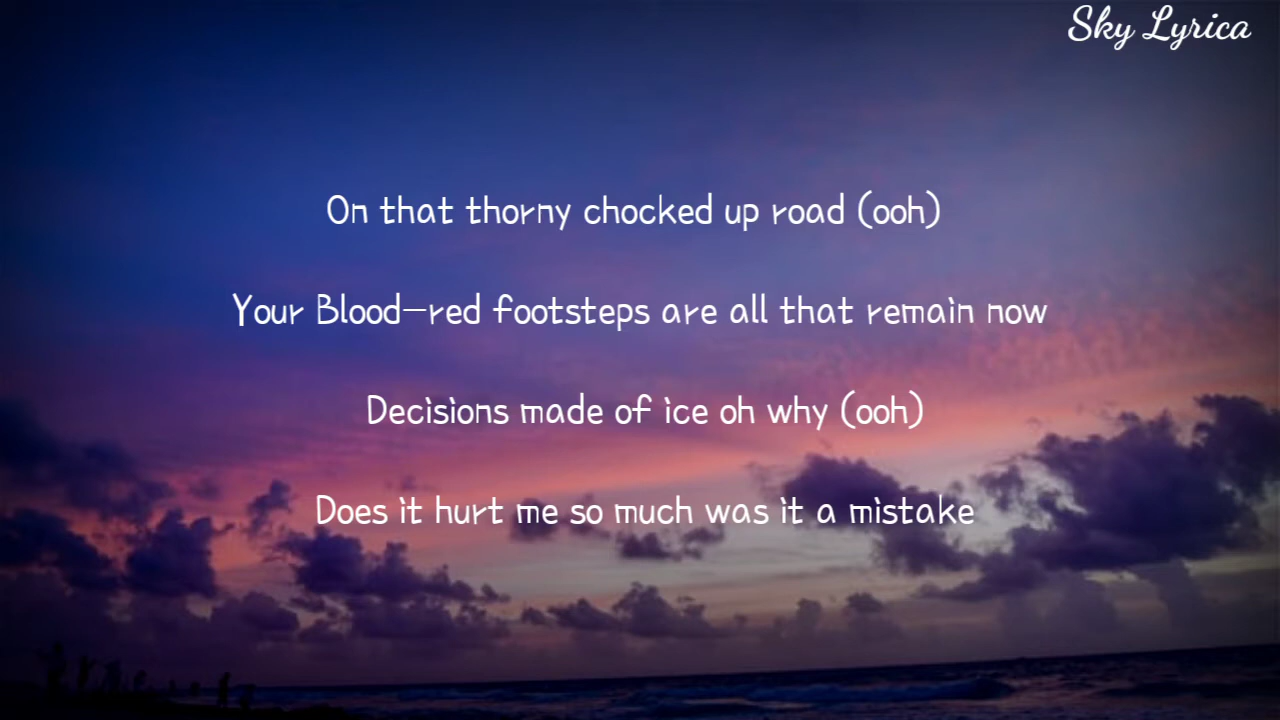 Sky Lyrica
On that thorny chocked up road (ooh)
Your Blood-red footsteps are all that remain now
Decisions made of ice oh why (ooh)
Does it hurt me so much was it a mistake